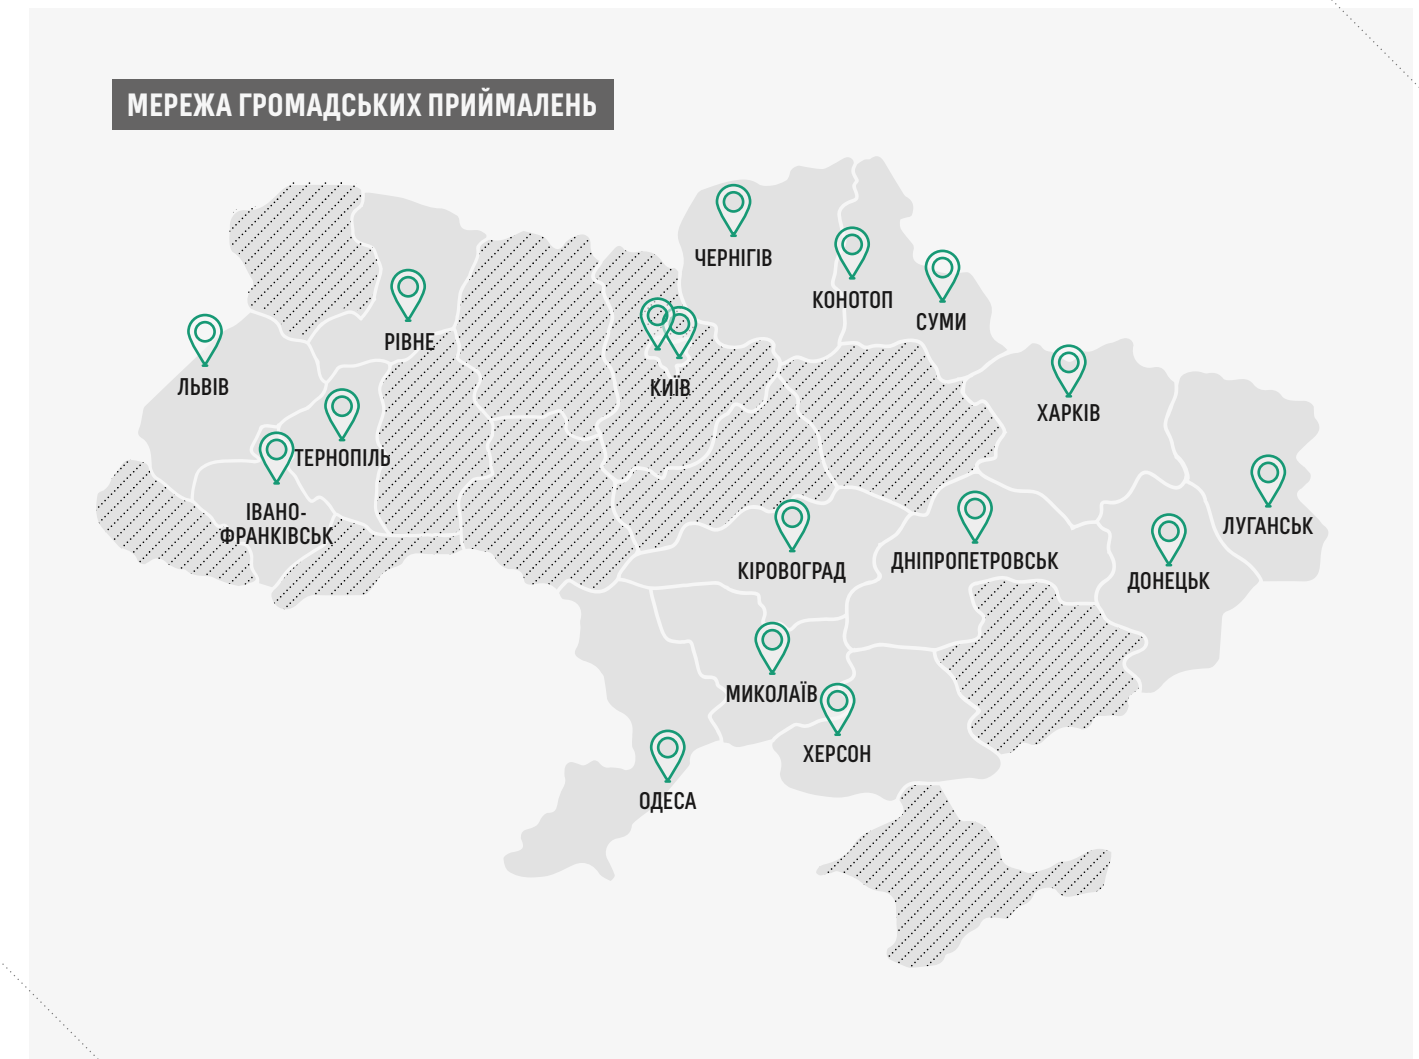 МЕРЕЖА ГРОМАДСЬКИХ ПРИЙМАЛЕНЬ
ЧЕРНІГІВ
КОНОТОП
СУМИ
РІВНЕ
ЛЬВІВ
КИЇВ
ХАРКІВ
ТЕРНОПІЛЬ
ІВАНО-
ФРАНКІВСЬК
ЛУГАНСЬК
ДНІПРОПЕТРОВСЬК
КІРОВОГРАД
ДОНЕЦЬК
МИКОЛАЇВ
ХЕРСОН
ОДЕСА